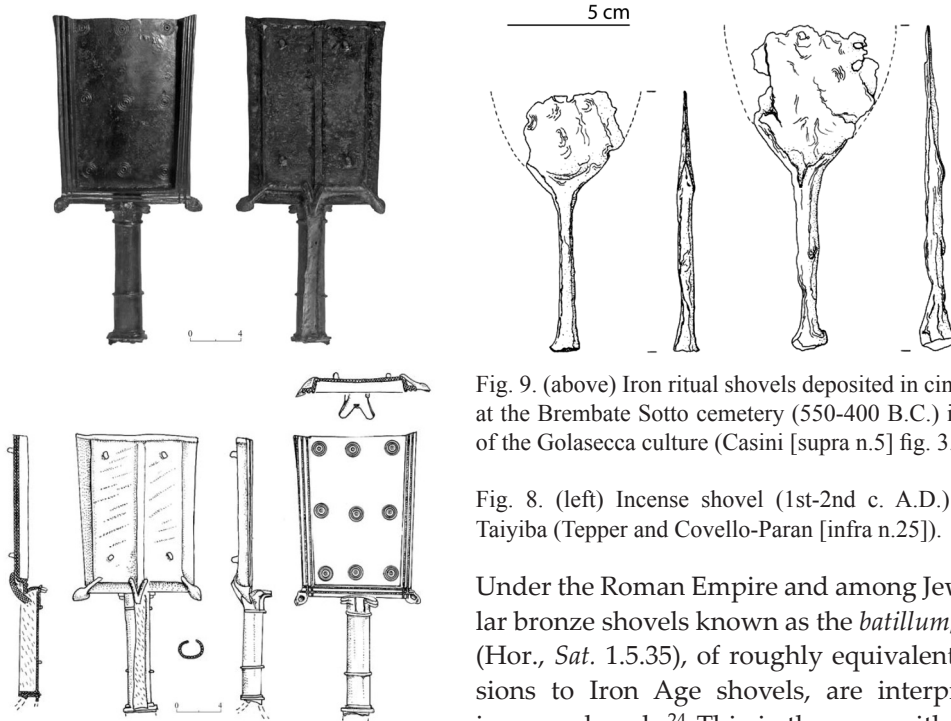 5 cm
0 4
Fig. 9. (above) Iron ritual shovels deposited in cin
at the Brembate Sotto cemetery (550-400 B.C.) i
of the Golasecca culture (Casini [supra n.5] fig. 3.
Fig. 8. (left) Incense shovel (1st-2nd c. A.D.)
Taiyiba (Tepper and Covello-Paran [infra n.25]).
Under the Roman Empire and among Jew
lar bronze shovels known as the batillum,
(Hor., Sat. 1.5.35), of roughly equivalent
sions to Iron Age shovels, are interp
0 4